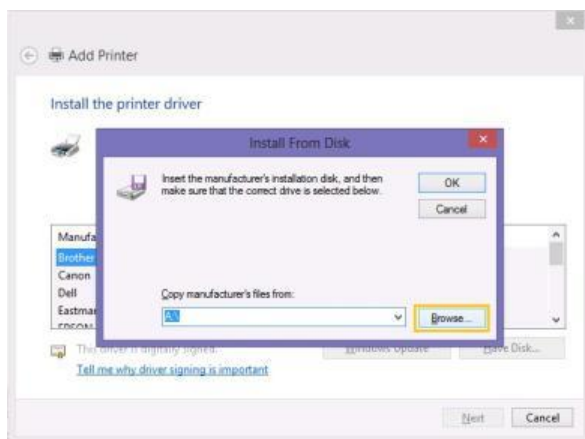 Add Printer
Install the printer driver
Install From Disk
Insert the manufacturer's installation disk, and then
make sure that the correct drive is selected below.
OK
Cancel
Manufa
Brother
Canon
Dell
Eastmar
EPSON
Copy manufacturer's files from:
A:\
Browse...
This driver is digitally signed.
Windows Update
Have Disk...
Tell me why driver signing is important
Next
Cancel